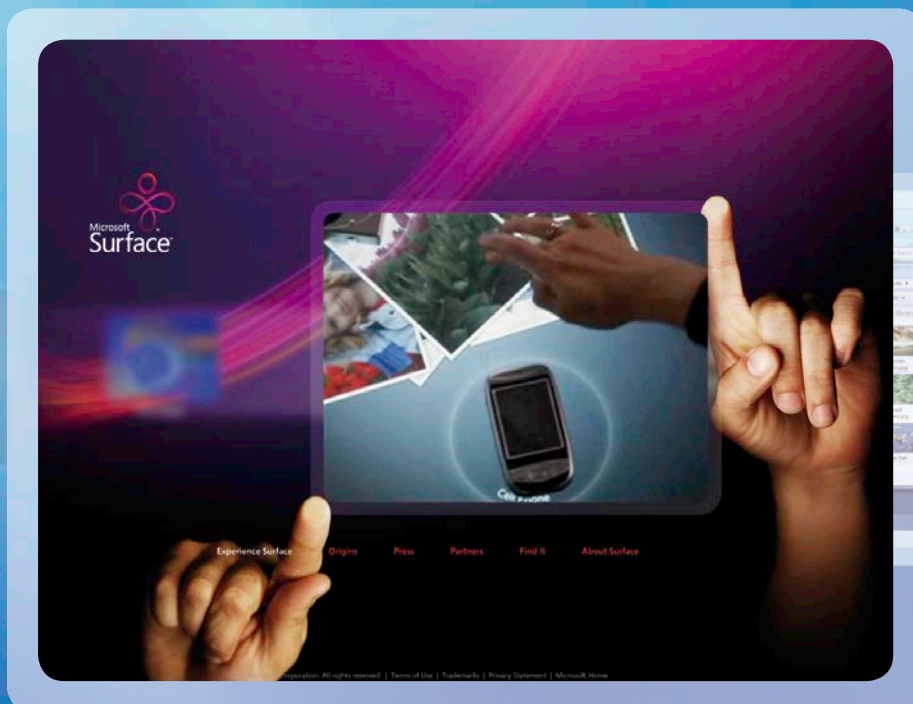 Microsoft
Surface™
Cell Phone
Experience Surface Origins Press Partners Find It About Surface
Corporation. All rights reserved. | Terms of Use | Trademarks | Privacy Statement | Microsoft Home